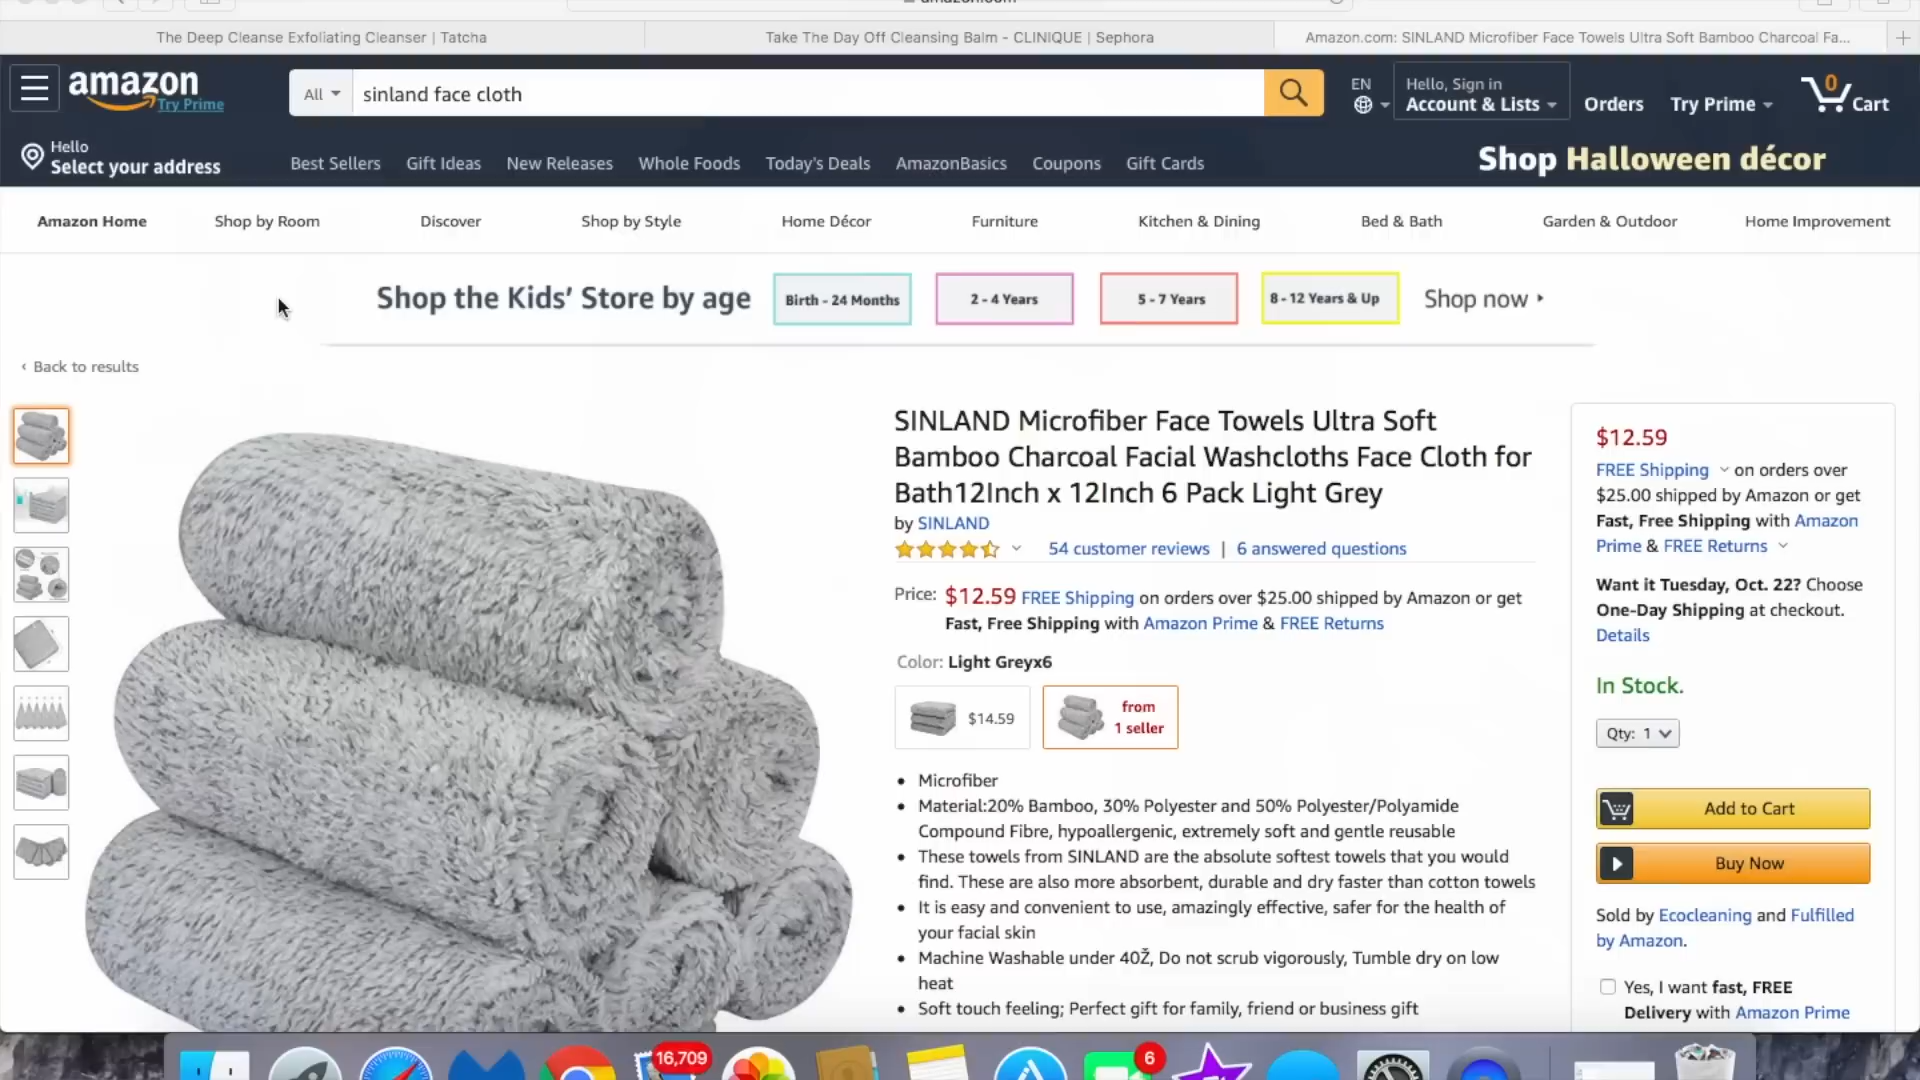 The Deep Cleanse Exfoliating Cleanser | Tatcha
Take The Day Off Cleansing Balm - CLINIQUE | Sephora
Amazon.com: SINLAND Microfiber Face Towels Ultra Soft Bamboo Charcoal Fa...
amazon
Try Prime
All
sinland face cloth
EN
Hello, Sign in
Account & Lists
Orders
Try Prime
0
Cart
Hello
Select your address
Best Sellers
Gift Ideas
New Releases
Whole Foods
Today's Deals
AmazonBasics
Coupons
Gift Cards
Shop Halloween décor
Amazon Home
Shop by Room
Discover
Shop by Style
Home Décor
Furniture
Kitchen & Dining
Bed & Bath
Garden & Outdoor
Home Improvement
Shop the Kids' Store by age
Birth - 24 Months
2 - 4 Years
5 - 7 Years
8 - 12 Years & Up
Shop now
‹ Back to results
SINLAND Microfiber Face Towels Ultra Soft
Bamboo Charcoal Facial Washcloths Face Cloth for
Bath12Inch x 12Inch 6 Pack Light Grey
by SINLAND
54 customer reviews | 6 answered questions
Price: $12.59 FREE Shipping on orders over $25.00 shipped by Amazon or get
Fast, Free Shipping with Amazon Prime & FREE Returns
Color: Light Greyx6
$14.59
from
1 seller
• Microfiber
• Material:20% Bamboo, 30% Polyester and 50% Polyester/Polyamide
Compound Fibre, hypoallergenic, extremely soft and gentle reusable
• These towels from SINLAND are the absolute softest towels that you would
find. These are also more absorbent, durable and dry faster than cotton towels
• It is easy and convenient to use, amazingly effective, safer for the health of
your facial skin
• Machine Washable under 40Ž, Do not scrub vigorously, Tumble dry on low
heat
• Soft touch feeling; Perfect gift for family, friend or business gift
$12.59
FREE Shipping on orders over
$25.00 shipped by Amazon or get
Fast, Free Shipping with Amazon
Prime & FREE Returns
Want it Tuesday, Oct. 22? Choose
One-Day Shipping at checkout.
Details
In Stock.
Qty: 1
Add to Cart
Buy Now
Sold by Ecocleaning and Fulfilled
by Amazon.
Yes, I want fast, FREE
Delivery with Amazon Prime
16,709
6